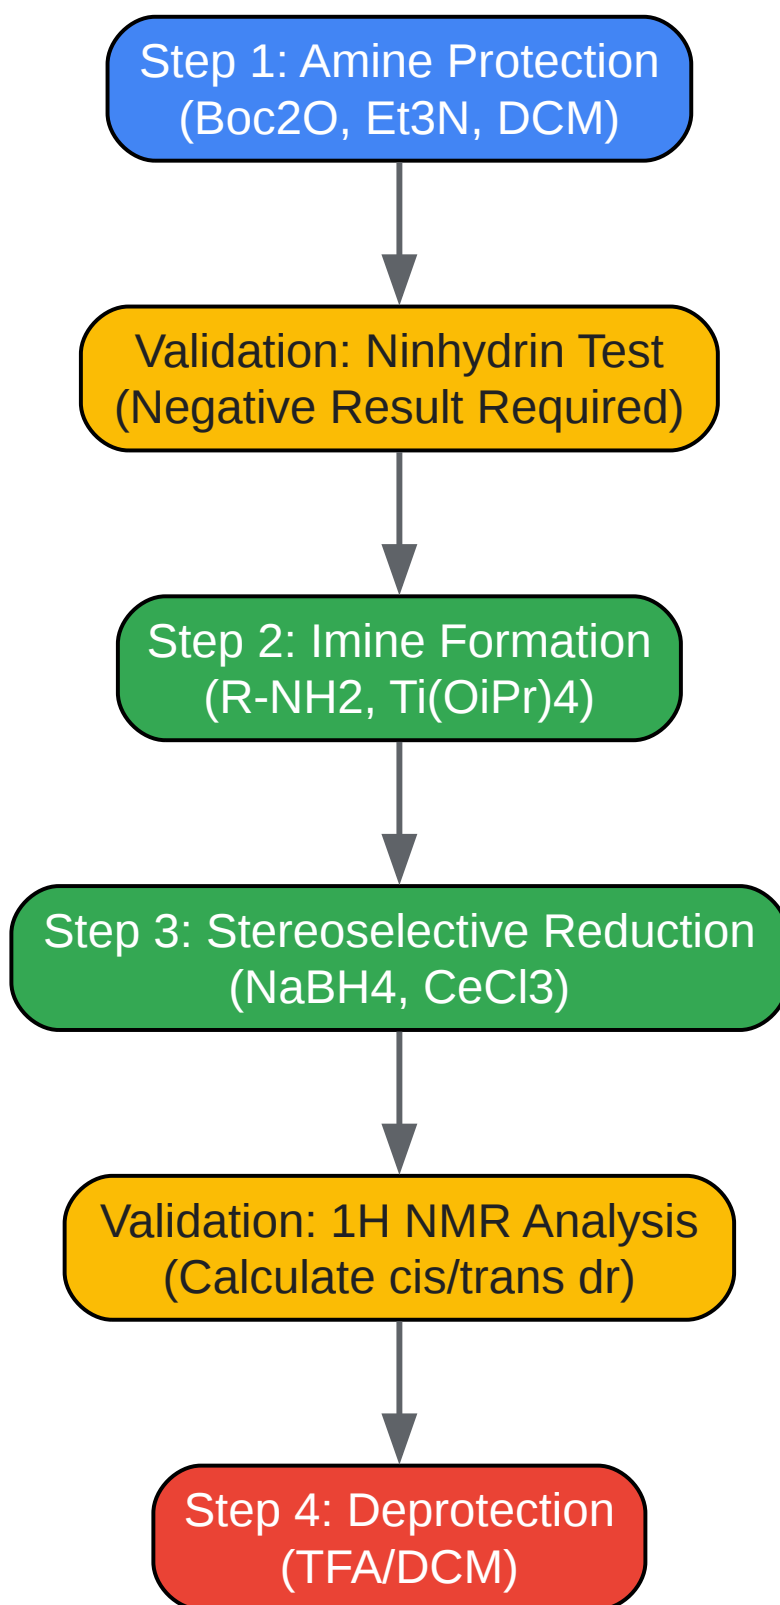 Step 1: Amine Protection
(Boc2O, Et3N, DCM)
Validation: Ninhydrin Test
(Negative Result Required)
Step 2: Imine Formation
(R-NH2, Ti(OiPr)4)
Step 3: Stereoselective Reduction
(NaBH4, CeCl3)
Validation: 1H NMR Analysis
(Calculate cis/trans dr)
Step 4: Deprotection
(TFA/DCM)